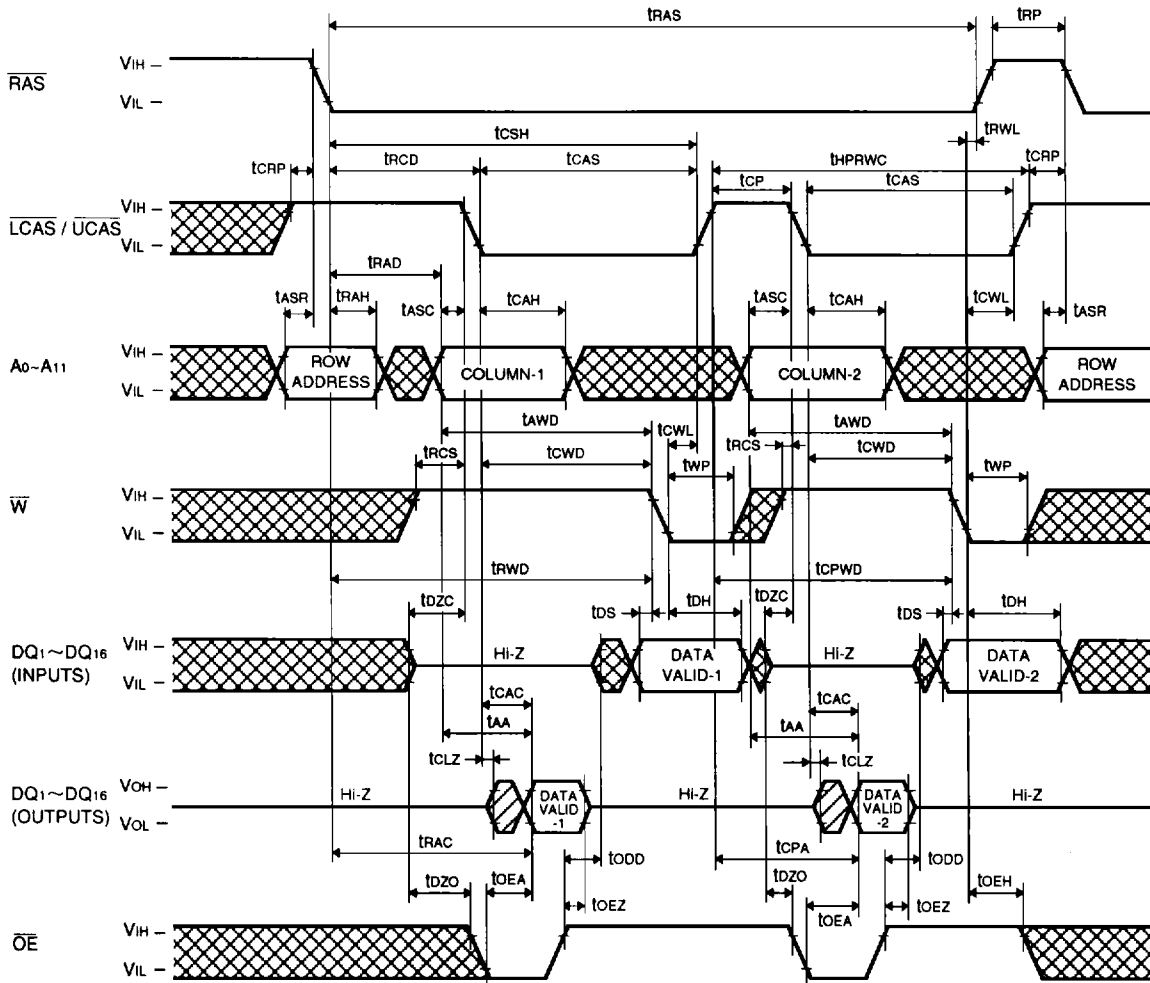 tRAS tRP
RAS VIH VIL
tCSH tRWL
tCRP tRCD tCAS tHPRWC tCRP
tCP tCAS
LCAS / UCAS VIH VIL
tRAD
tASR tRAH tASC tCAH tASC tCAH tCWL tASR
A0~A11 VIH VIL
ROW ADDRESS COLUMN-1 COLUMN-2 ROW ADDRESS
tAWD tCWL tAWD
tRCS tCWD tRCS tCWD
tWP tWP
W VIH VIL
tRWD tCPWD
tDZC tDS tDH tDZC tDS tDH
DQ1~DQ16 (INPUTS) VIH VIL
Hi-Z DATA VALID-1 Hi-Z DATA VALID-2
tCAC tCAC
tAA tAA
tCLZ tCLZ
DQ1~DQ16 (OUTPUTS) VOH VOL
Hi-Z DATA VALID -1 Hi-Z DATA VALID -2 Hi-Z
tRAC tODD tCPA tODD
tDZO tOEA tOEZ tDZO tOEA tOEZ tOEH
OE VIH VIL